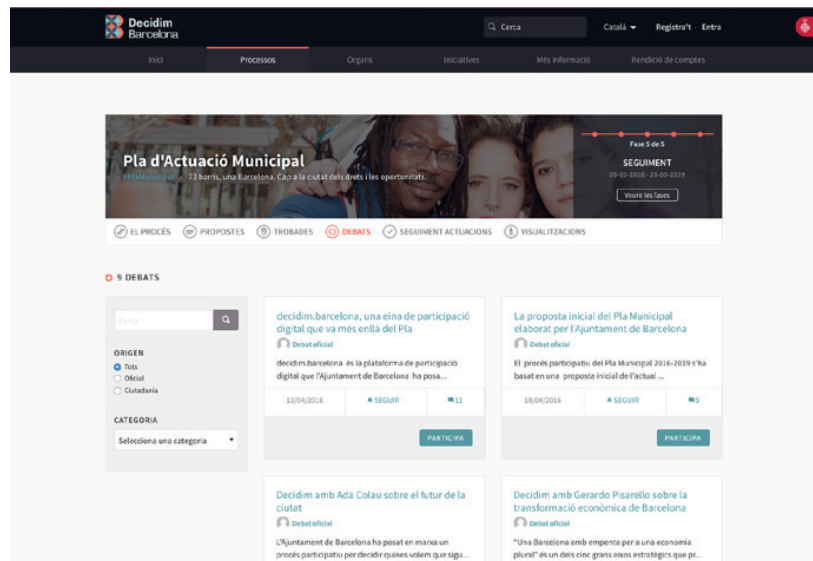 Decidim
Barcelona
Cerca
Català
Registra't · Entra
Inici
Processos
Òrgans
Iniciatives
Més informació
Rendició de comptes
Pla d'Actuació Municipal
#PlaMunicipal 73 barris, una Barcelona. Cap a la ciutat dels drets i les oportunitats.
Fase 5 de 5
SEGUIMENT
Veure les fases
EL PROCÉS
PROPOSTES
TROBADES
DEBATS
SEGUIMENT ACTUACIONS
VISUALITZACIONS
9 DEBATS
Cerca
ORIGEN
Tots
Oficial
Ciutadania
CATEGORIA
Selecciona una categoria
decidim.barcelona, una eina de participació
digital que va més enllà del Pla
Debat oficial
decidim.barcelona és la plataforma de participació
digital que l'Ajuntament de Barcelona ha posa...
13/04/2016
SEGUIR
11
PARTICIPA
La proposta inicial del Pla Municipal
elaborat per l'Ajuntament de Barcelona
Debat oficial
El procés participatiu del Pla Municipal 2016-2019 s'ha
basat en una proposta inicial de l'actual ...
18/04/2016
SEGUIR
9
PARTICIPA
Decidim amb Ada Colau sobre el futur de la
ciutat
Debat oficial
L'Ajuntament de Barcelona ha posat en marxa un
procés participatiu per decidir quines volem que sigu...
Decidim amb Gerardo Pisarello sobre la
transformació econòmica de Barcelona
Debat oficial
"Una Barcelona amb empenta per a una economia
plural" és un dels cinc grans eixos estratègics que pr...